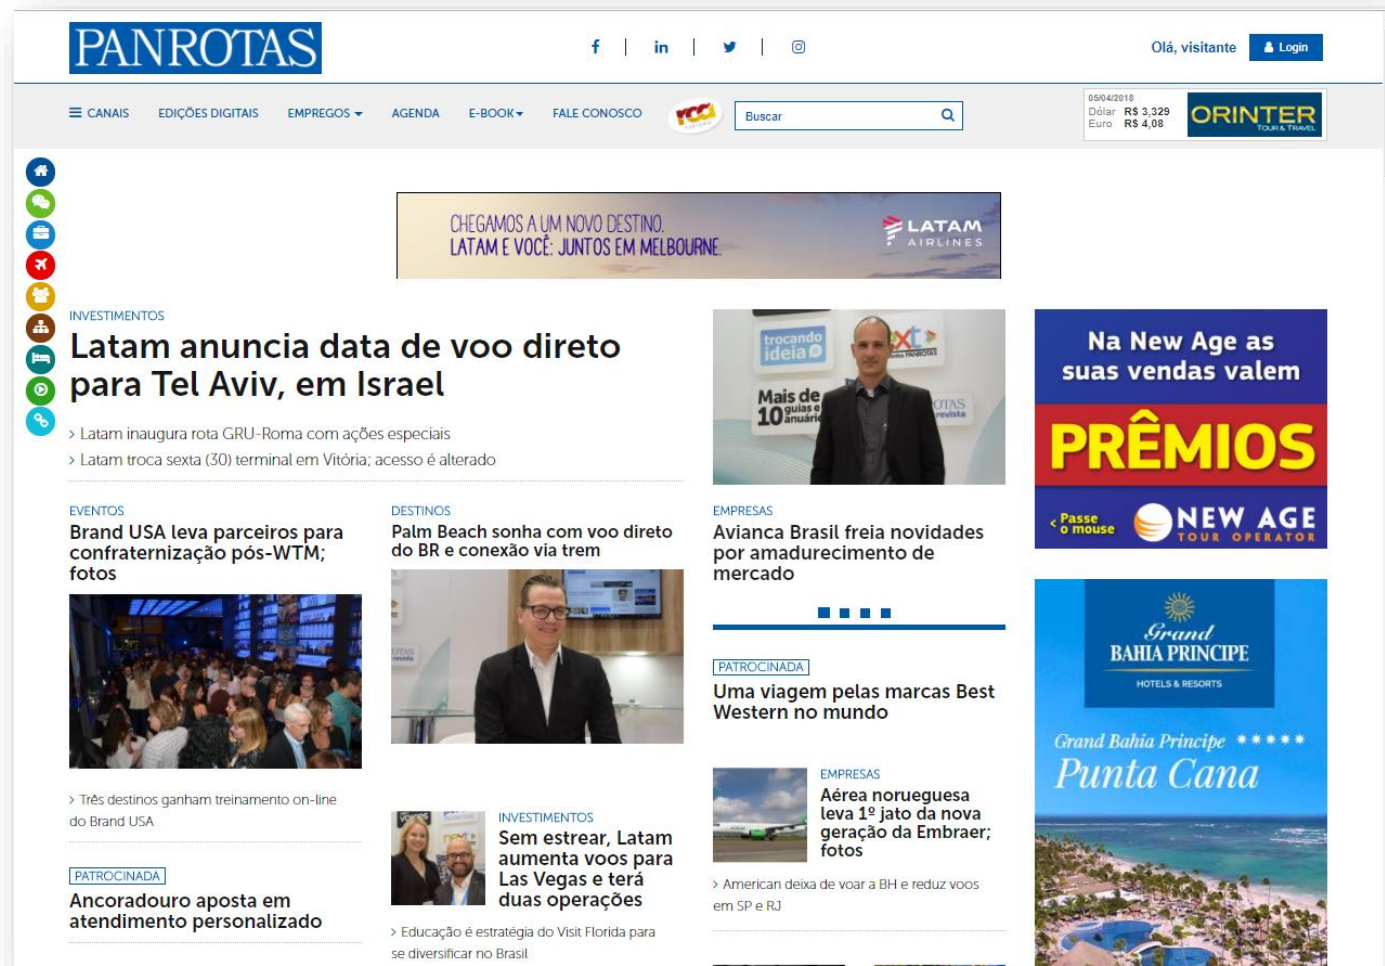 PANROTAS
Olá, visitante
Login
CANAIS
EDIÇÕES DIGITAIS
EMPREGOS
AGENDA
E-BOOK
FALE CONOSCO
rcci
Buscar
05/04/2018
Dólar R$ 3,329
Euro R$ 4,08
ORINTER
TOUR & TRAVEL
CHEGAMOS A UM NOVO DESTINO.
LATAM E VOCÊ: JUNTOS EM MELBOURNE.
LATAM
AIRLINES
INVESTIMENTOS
Latam anuncia data de voo direto
para Tel Aviv, em Israel
> Latam inaugura rota GRU-Roma com ações especiais
> Latam troca sexta (30) terminal em Vitória; acesso é alterado
EVENTOS
Brand USA leva parceiros para
confraternização pós-WTM;
fotos
> Três destinos ganham treinamento on-line
do Brand USA
PATROCINADA
Ancoradouro aposta em
atendimento personalizado
DESTINOS
Palm Beach sonha com voo direto
do BR e conexão via trem
INVESTIMENTOS
Sem estrear, Latam
aumenta voos para
Las Vegas e terá
duas operações
> Educação é estratégia do Visit Florida para
se diversificar no Brasil
trocando
ideia
Mais de
10 guias e
anuário
PANROTAS
EMPRESAS
Avianca Brasil freia novidades
por amadurecimento de
mercado
PATROCINADA
Uma viagem pelas marcas Best
Western no mundo
EMPRESAS
Aérea norueguesa
leva 1º jato da nova
geração da Embraer;
fotos
> American deixa de voar a BH e reduz voos
em SP e RJ
Na New Age as
suas vendas valem
PRÊMIOS
< Passe
o mouse
NEW AGE
TOUR OPERATOR
Grand
BAHIA PRINCIPE
HOTELS & RESORTS
Grand Bahia Principe *****
Punta Cana